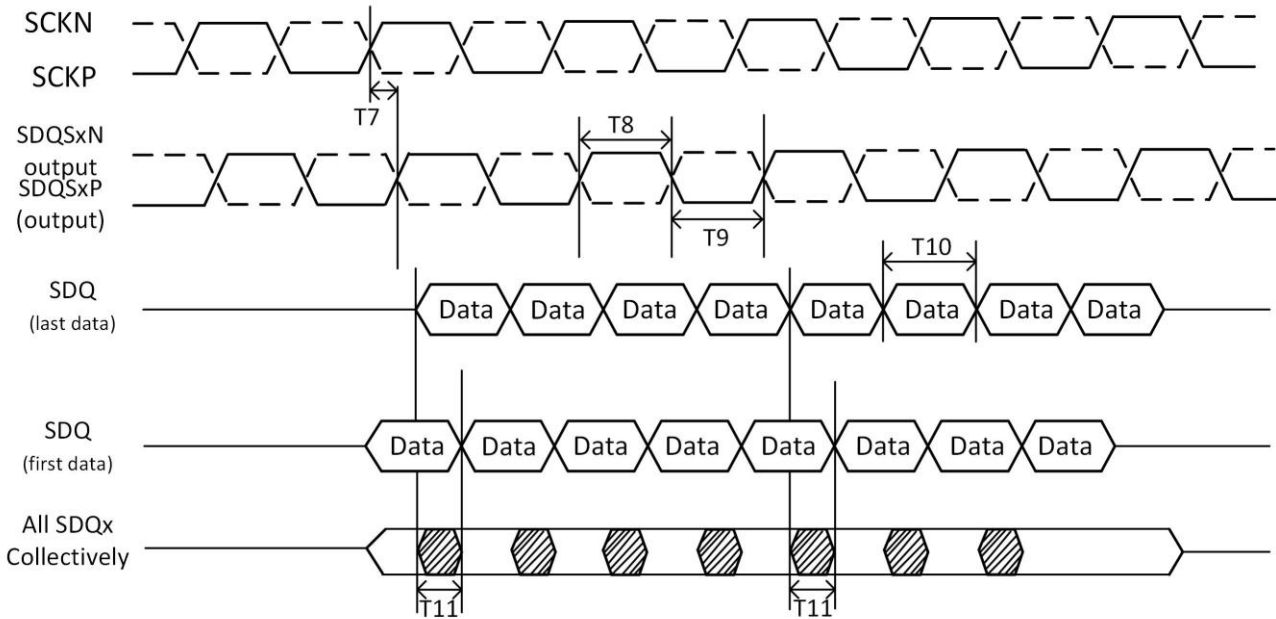 SCKN
SCKP
T7
SDQSxN
output
SDQSxP
(output)
T8
T9
T10
SDQ
(last data)
Data Data Data Data Data Data Data Data
SDQ
(first data)
Data Data Data Data Data Data Data Data
All SDQx
Collectively
T11 T11